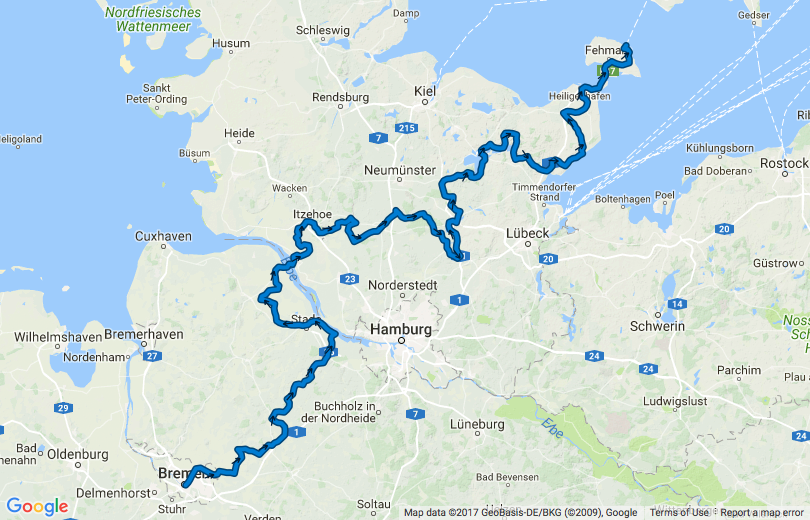 Nordfriesisches
Wattenmeer
Schleswig
Damp
Gedser
Husum
Fehma
Sankt
Peter-Ording
Rendsburg
Kiel
Heiligenhafen
Heide
7
215
Büsum
Neumünster
Kühlungsborn
Rostock
Bad Doberan
Wacken
Timmendorfer
Strand
Poel
Boltenhagen
Itzehoe
Cuxhaven
Lübeck
20
20
Güstrow
23
Norderstedt
1
14
Stade
Hamburg
Schwerin
Wilhelmshaven
Bremerhaven
Nordenham
27
24
24
Parchim
Plau a
Ludwigslust
Buchholz in
der Nordheide
29
7
Lüneburg
Elbe
1
Bad
Oldenburg
Breme
Bad Bevensen
Delmenhorst
Stuhr
Soltau
Verden
Google
Map data ©2017 GeoBasis-DE/BKG (©2009), Google
Terms of Use
Report a map error